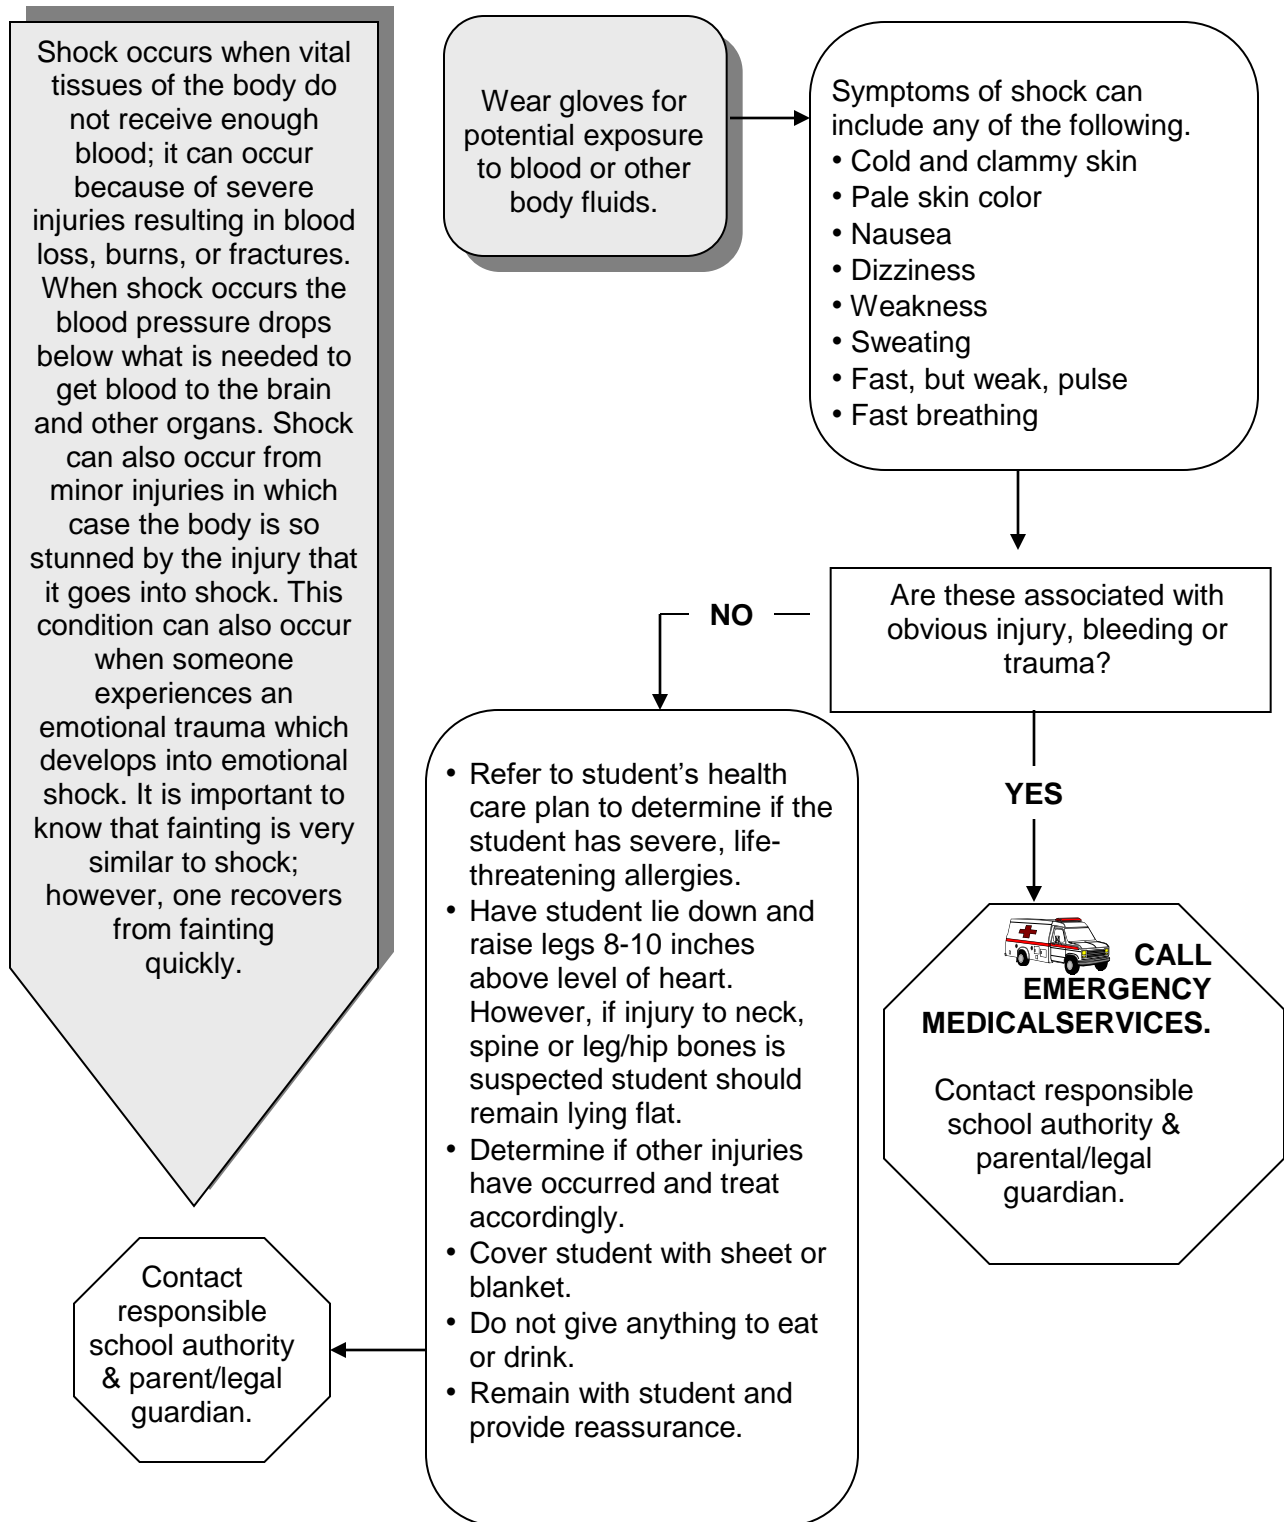 Shock occurs when vital
tissues of the body do
not receive enough
blood; it can occur
because of severe
injuries resulting in blood
loss, burns, or fractures.
When shock occurs the
blood pressure drops
below what is needed to
get blood to the brain
and other organs. Shock
can also occur from
minor injuries in which
case the body is so
stunned by the injury that
it goes into shock. This
condition can also occur
when someone
experiences an
emotional trauma which
develops into emotional
shock. It is important to
know that fainting is very
similar to shock;
however, one recovers
from fainting
quickly.
Wear gloves for
potential exposure
to blood or other
body fluids.
Symptoms of shock can
include any of the following.
• Cold and clammy skin
• Pale skin color
• Nausea
• Dizziness
• Weakness
• Sweating
• Fast, but weak, pulse
• Fast breathing
Are these associated with
obvious injury, bleeding or
trauma?
NO
YES
• Refer to student’s health
care plan to determine if the
student has severe, life-
threatening allergies.
• Have student lie down and
raise legs 8-10 inches
above level of heart.
However, if injury to neck,
spine or leg/hip bones is
suspected student should
remain lying flat.
• Determine if other injuries
have occurred and treat
accordingly.
• Cover student with sheet or
blanket.
• Do not give anything to eat
or drink.
• Remain with student and
provide reassurance.
CALL
EMERGENCY
MEDICALSERVICES.
Contact responsible
school authority &
parental/legal
guardian.
Contact
responsible
school authority
& parent/legal
guardian.